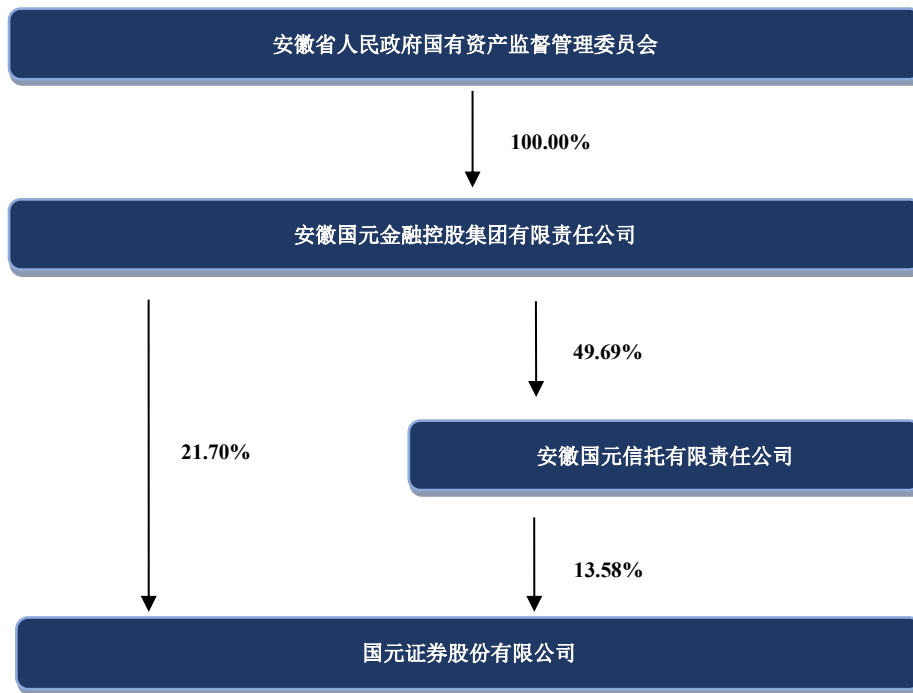 安徽省人民政府国有资产监督管理委员会
100.00%
安徽国元金融控股集团有限责任公司
49.69%
21.70%
安徽国元信托有限责任公司
13.58%
国元证券股份有限公司